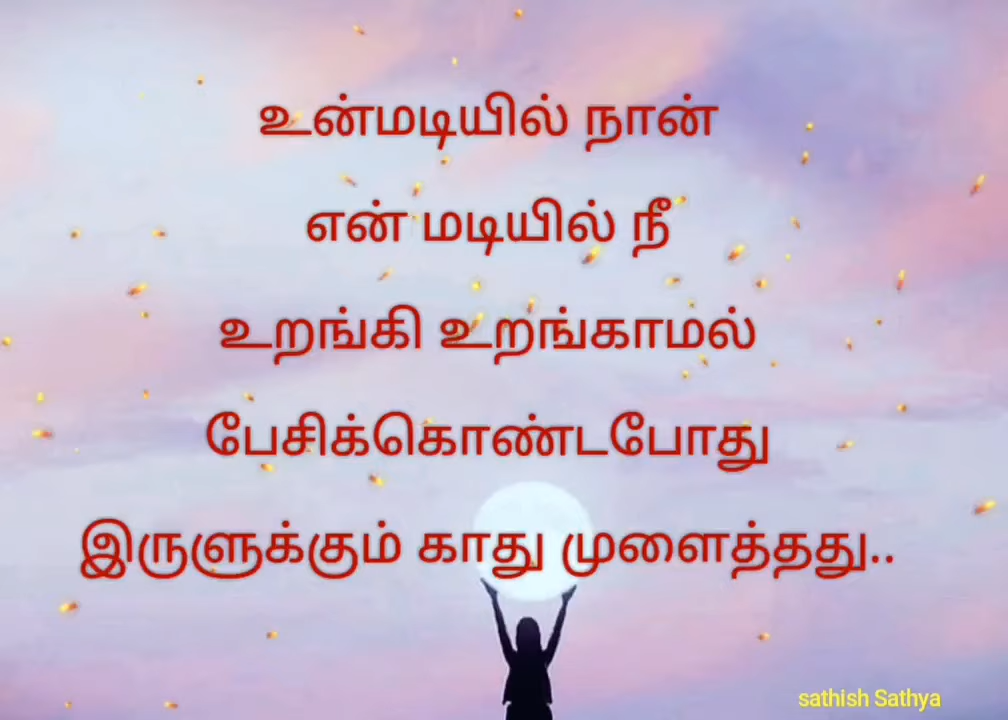 உன்மடியில் நான்
என் மடியில் நீ
உறங்கி உறங்காமல்
பேசிக்கொண்டபோது
இருளுக்கும் காது முளைத்தது..
sathish Sathya